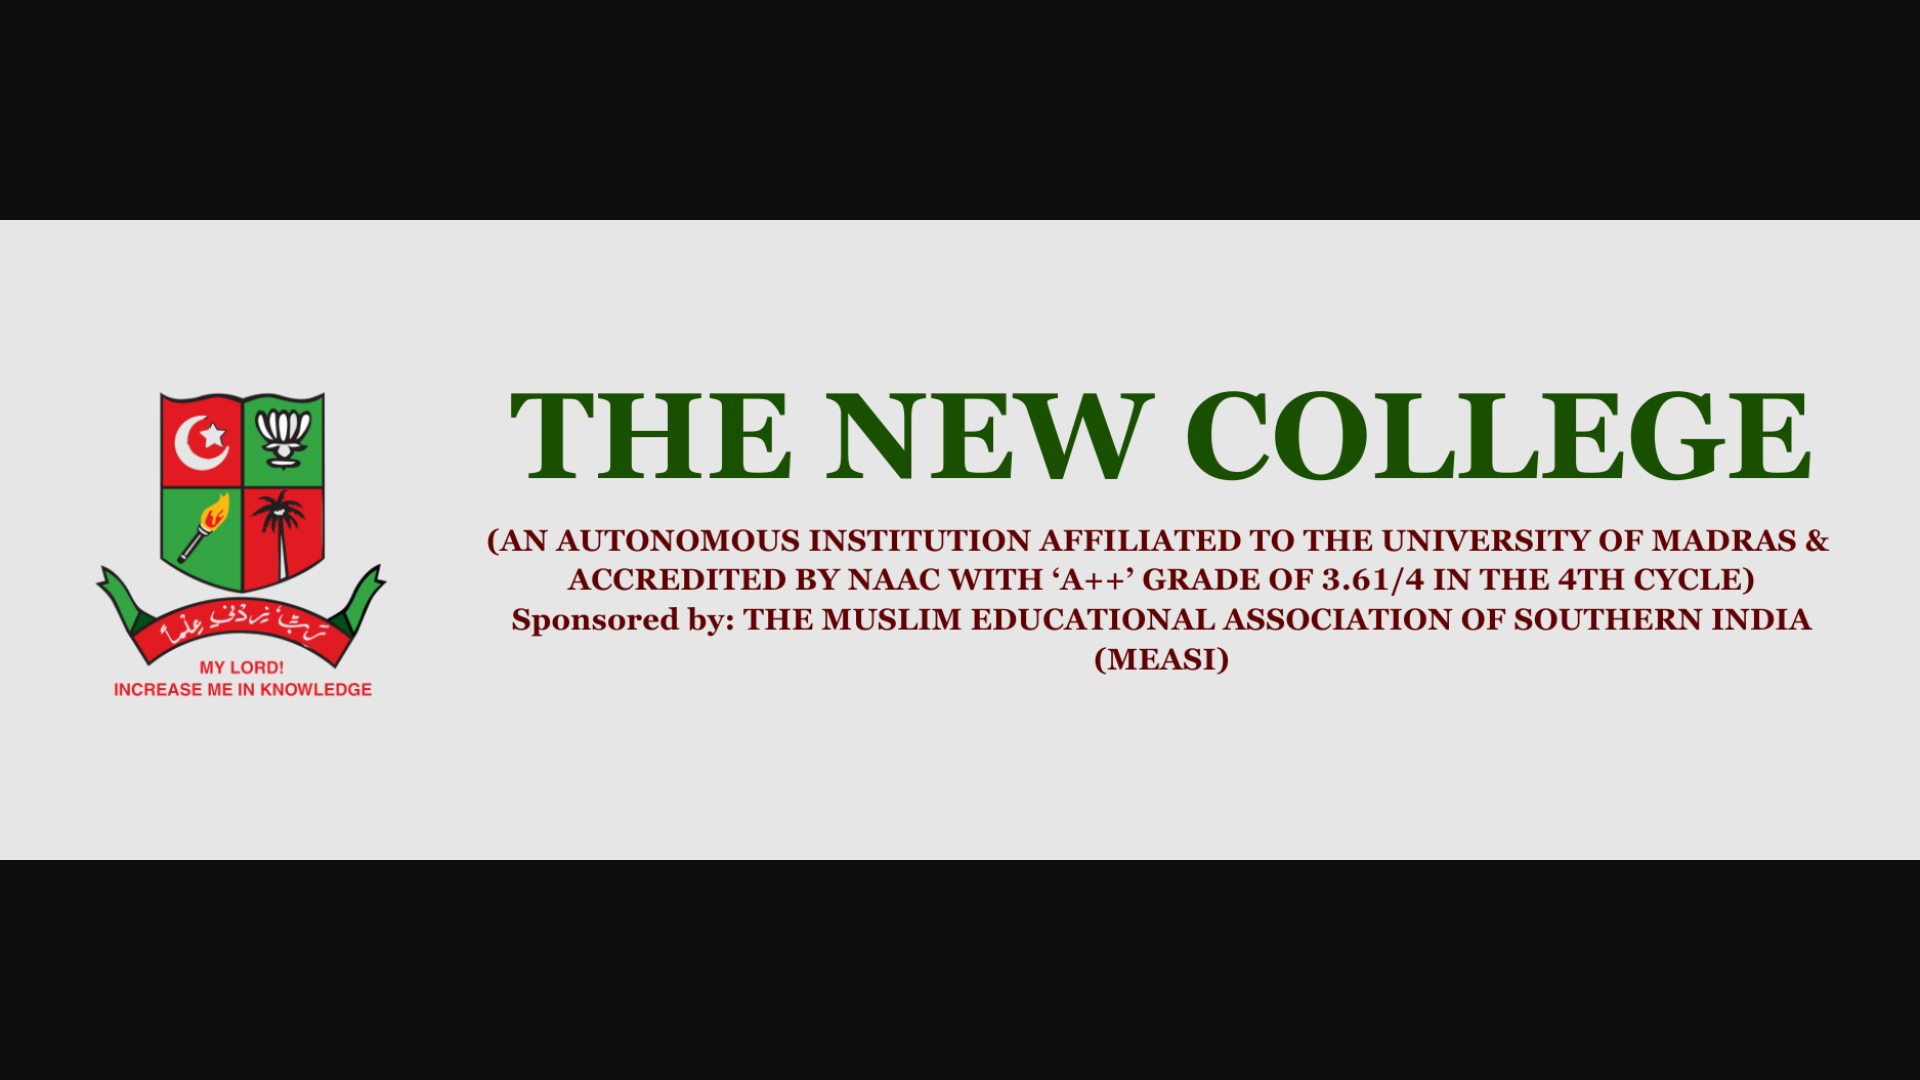 THE NEW COLLEGE
(AN AUTONOMOUS INSTITUTION AFFILIATED TO THE UNIVERSITY OF MADRAS &
ACCREDITED BY NAAC WITH ‘A++’ GRADE OF 3.61/4 IN THE 4TH CYCLE)
Sponsored by: THE MUSLIM EDUCATIONAL ASSOCIATION OF SOUTHERN INDIA
(MEASI)
رَبِّ زِدْنِي عِلْماً
MY LORD!
INCREASE ME IN KNOWLEDGE